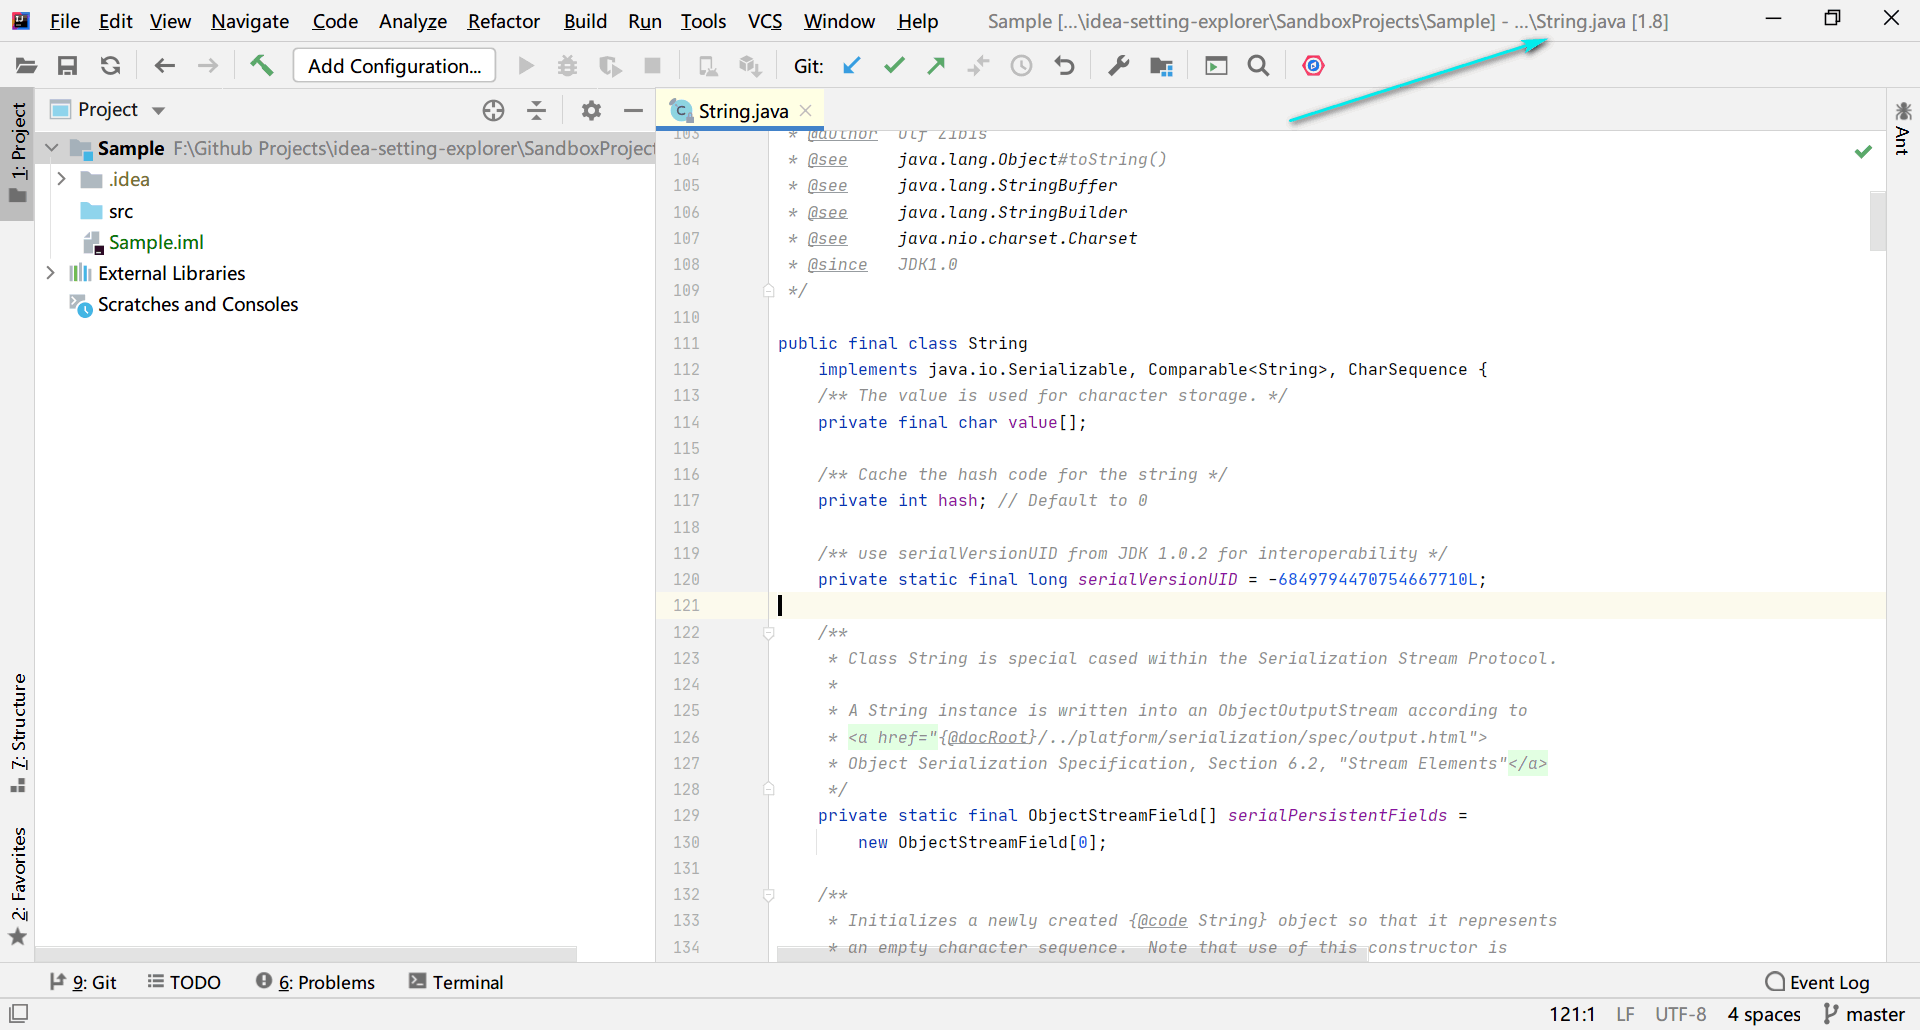 File Edit View Navigate Code Analyze Refactor Build Run Tools VCS Window Help Sample [...\idea-setting-explorer\SandboxProjects\Sample] - ...\String.java [1.8]
Add Configuration... Git:
1: Project
7: Structure
2: Favorites
Project
Sample F:\Github Projects\idea-setting-explorer\SandboxProject
.idea
src
Sample.iml
External Libraries
Scratches and Consoles
String.java
103 * @author Ulf Zibis
104 * @see java.lang.Object#toString()
105 * @see java.lang.StringBuffer
106 * @see java.lang.StringBuilder
107 * @see java.nio.charset.Charset
108 * @since JDK1.0
109 */
110
111 public final class String
112 implements java.io.Serializable, Comparable<String>, CharSequence {
113 /** The value is used for character storage. */
114 private final char value[];
115
116 /** Cache the hash code for the string */
117 private int hash; // Default to 0
118
119 /** use serialVersionUID from JDK 1.0.2 for interoperability */
120 private static final long serialVersionUID = -6849794470754667710L;
121
122 /**
123 * Class String is special cased within the Serialization Stream Protocol.
124 *
125 * A String instance is written into an ObjectOutputStream according to
126 * <a href="{@docRoot}/../platform/serialization/spec/output.html">
127 * Object Serialization Specification, Section 6.2, "Stream Elements"</a>
128 */
129 private static final ObjectStreamField[] serialPersistentFields =
130 new ObjectStreamField[0];
131
132 /**
133 * Initializes a newly created {@code String} object so that it represents
134 * an empty character sequence. Note that use of this constructor is
Ant
9: Git TODO 6: Problems Terminal Event Log
121:1 LF UTF-8 4 spaces master